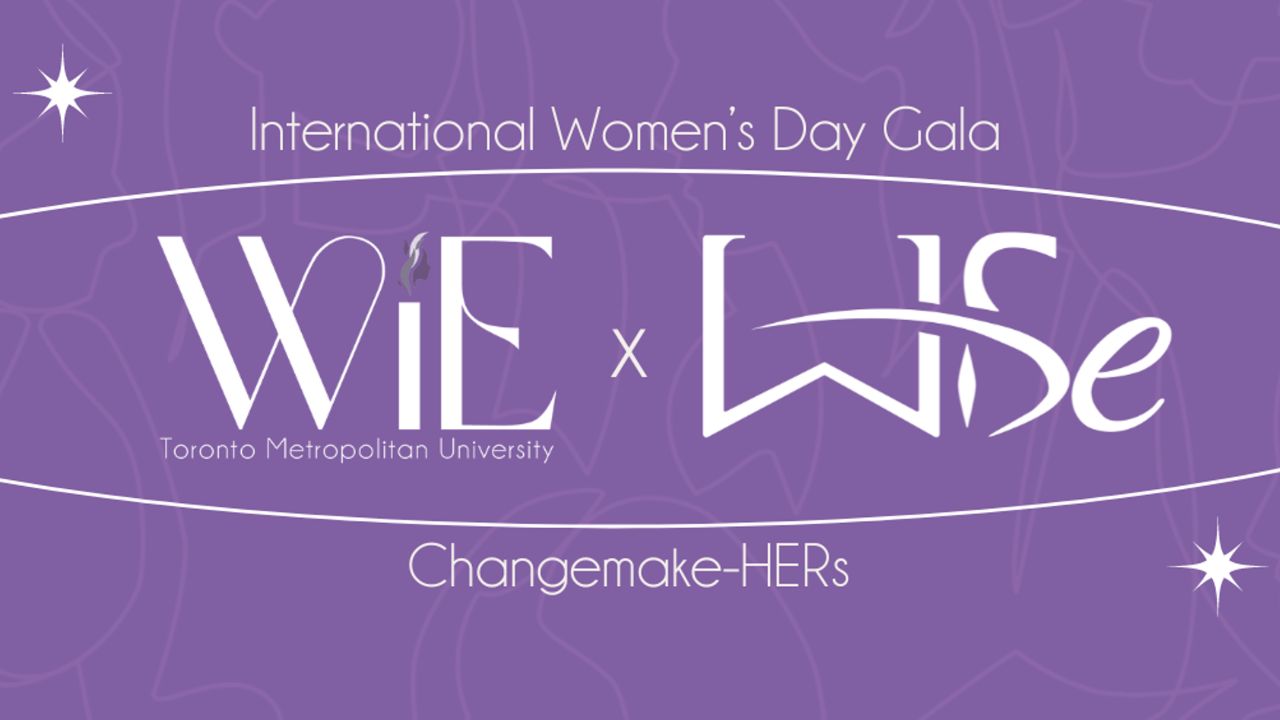 International Women's Day Gala
WiE x WiSe
Toronto Metropolitan University
Changemake-HERs